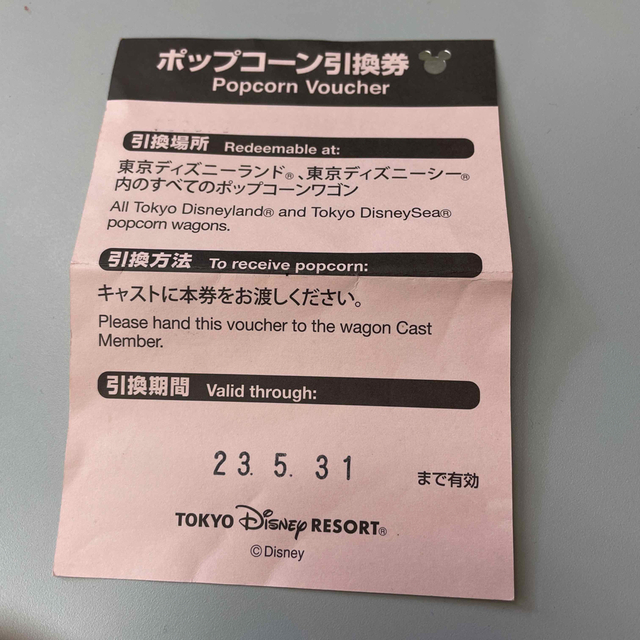 ポップコーン引換券
Popcorn Voucher
引換場所 Redeemable at:
東京ディズニーランド®、東京ディズニーシー®
内のすべてのポップコーンワゴン
All Tokyo Disneyland® and Tokyo DisneySea®
popcorn wagons.
引換方法 To receive popcorn:
キャストに本券をお渡しください。
Please hand this voucher to the wagon Cast
Member.
引換期間 Valid through:
23. 5. 31 まで有効
TOKYO Disney RESORT®
©Disney